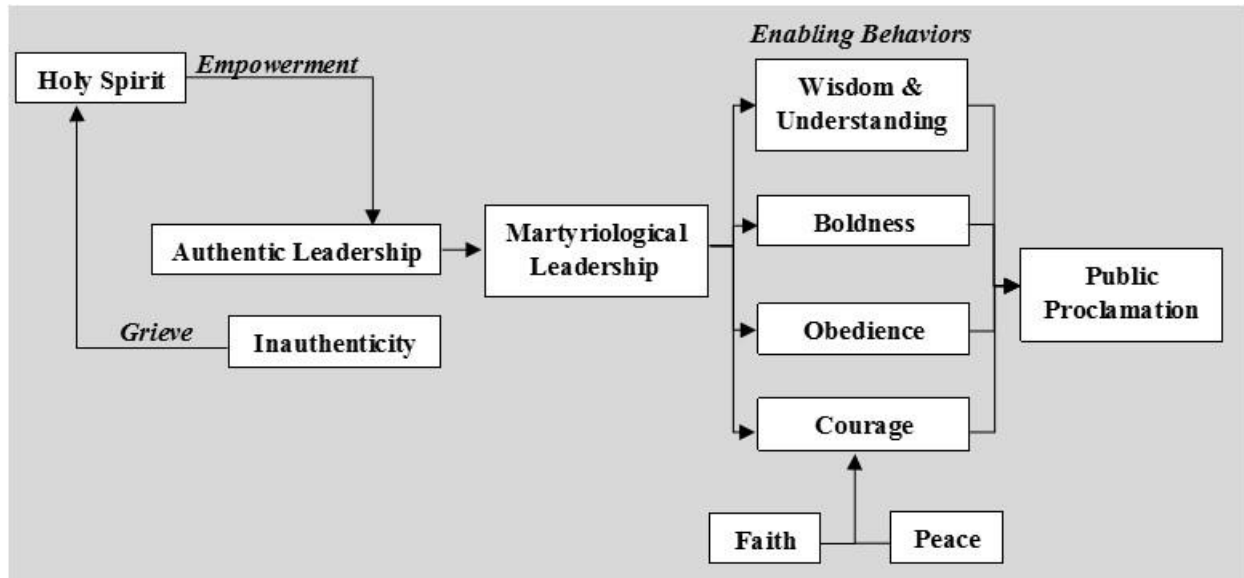 Enabling Behaviors
Holy Spirit
Empowerment
Wisdom &
Understanding
Authentic Leadership
Martyriological
Leadership
Boldness
Public
Proclamation
Grieve
Inauthenticity
Obedience
Courage
Faith
Peace